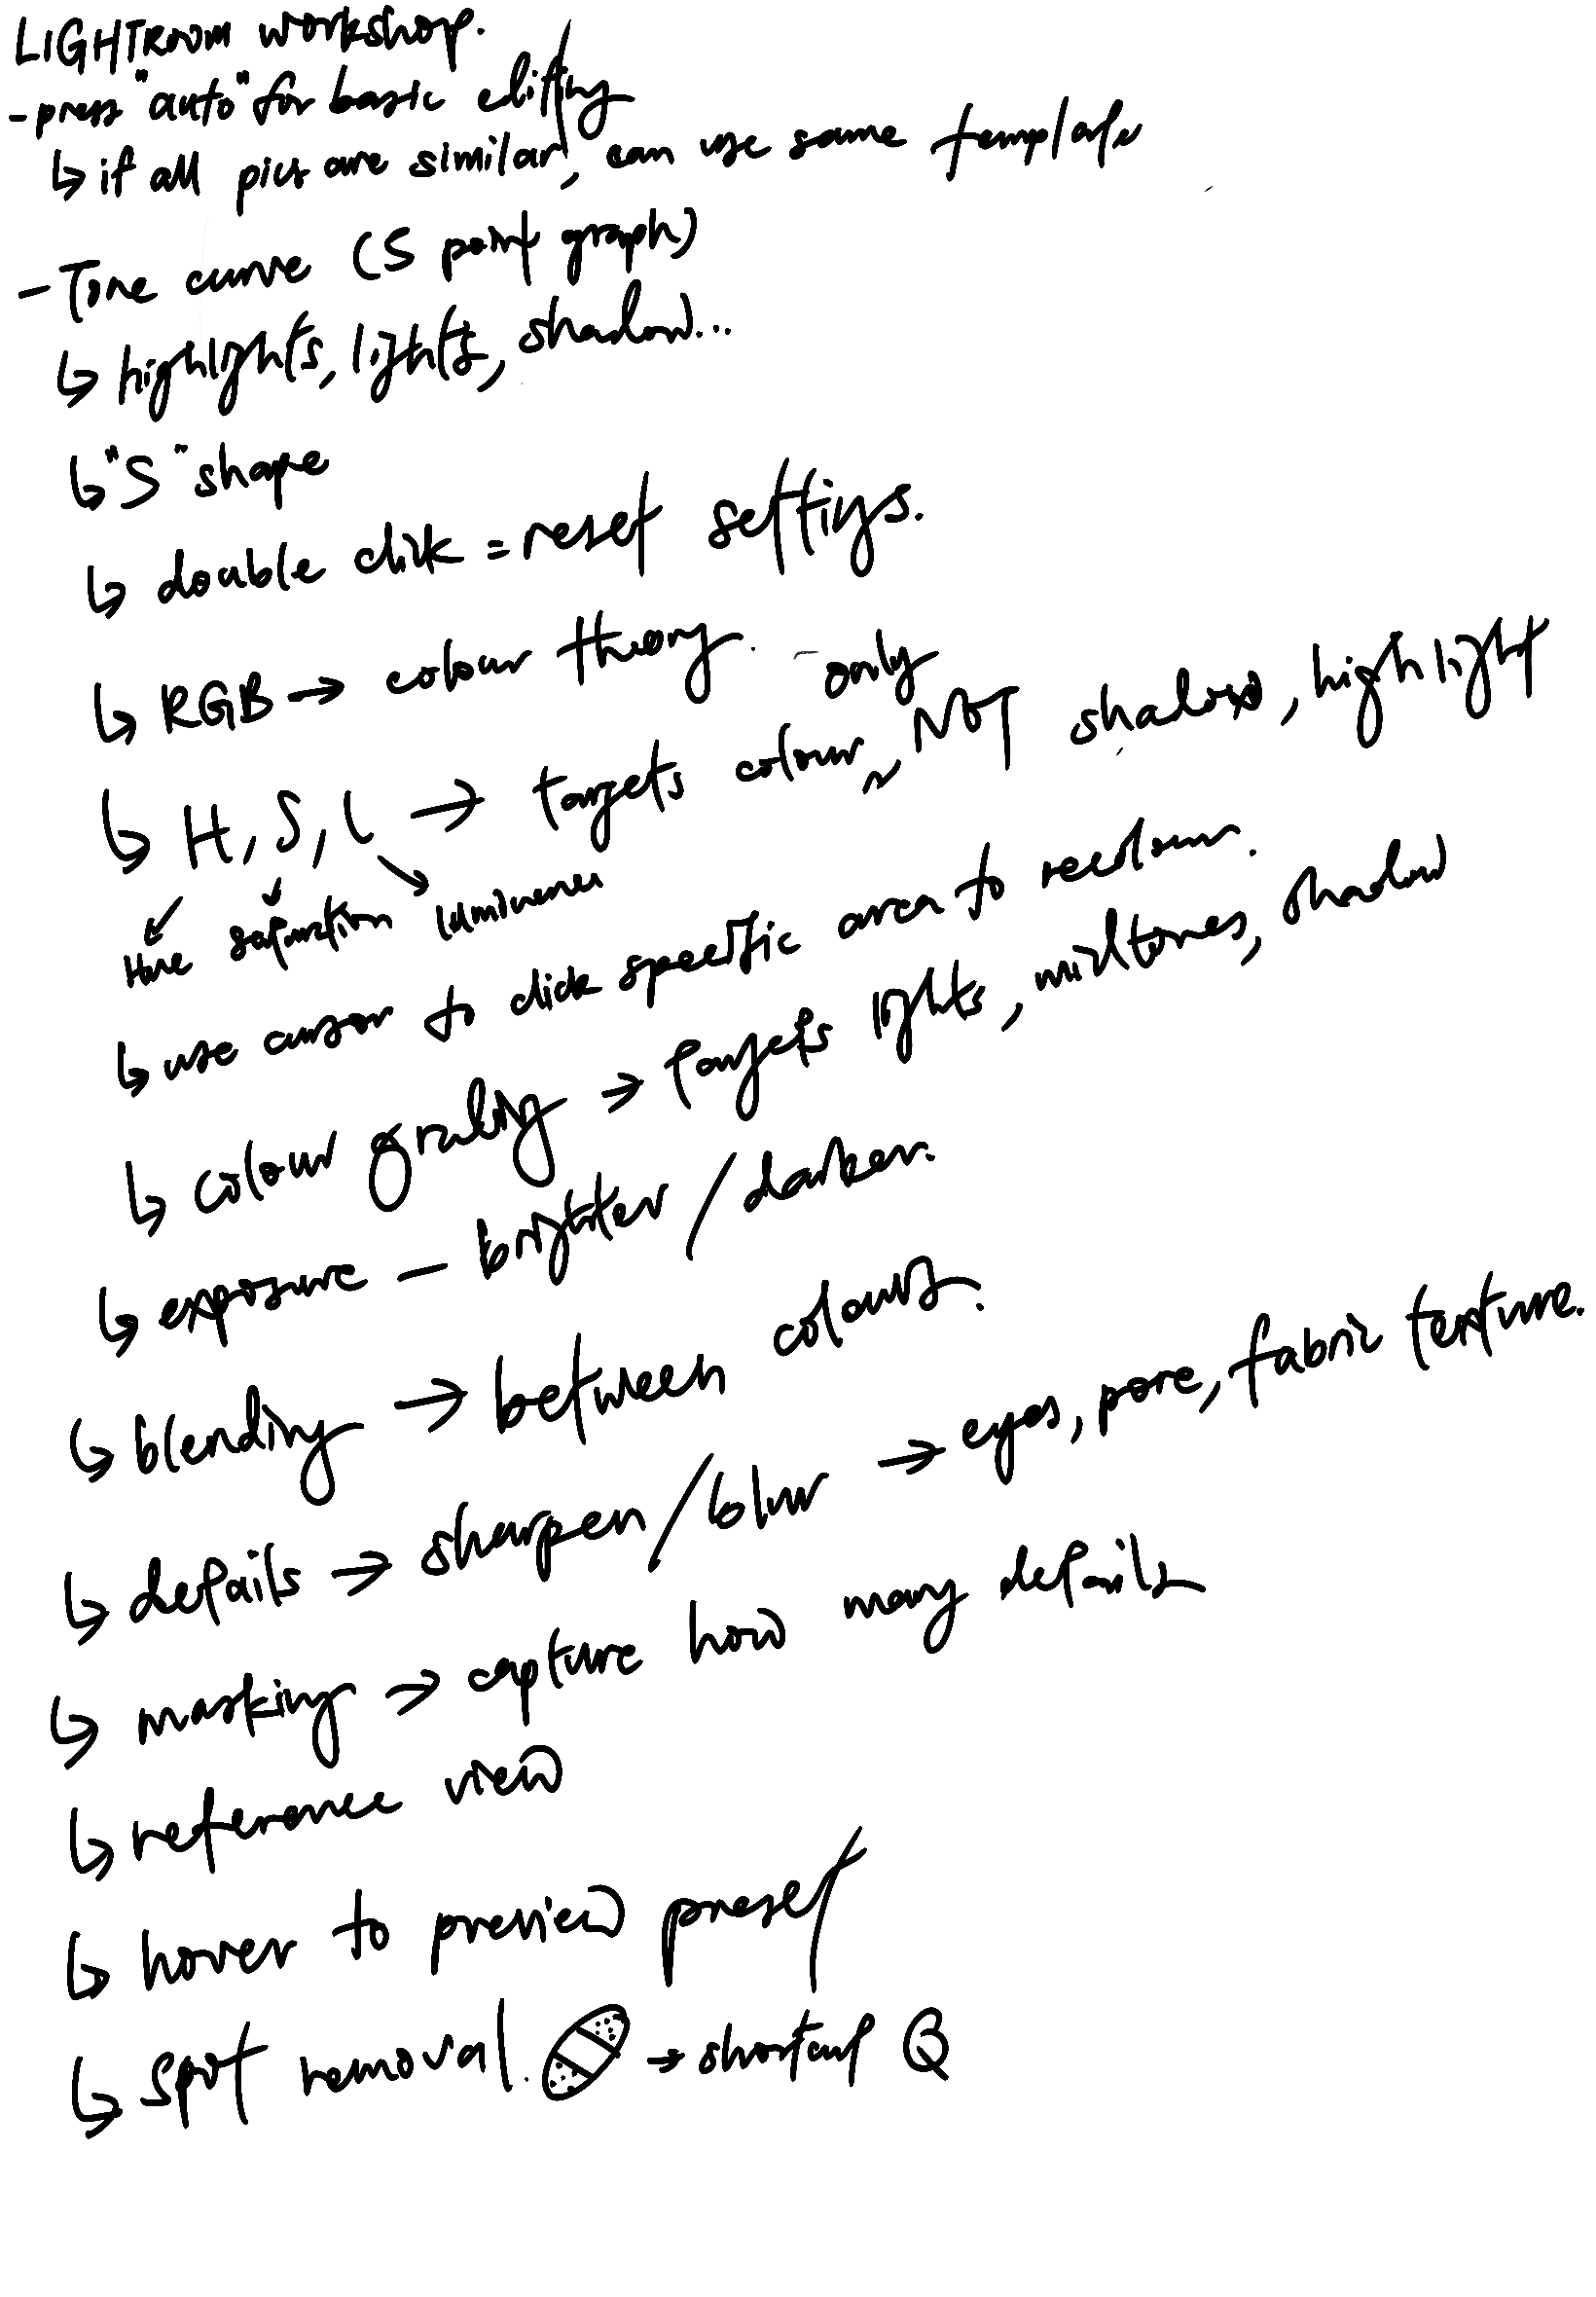 LIGHTROOM workshop.
- press "auto" for basic editing
↳ if all pics are similar, can use same template
- Tone curve (S point graph)
↳ highlights, lights, shadow...
↳ "S" shape
↳ double click = reset settings.
↳ RGB → colour theory.
↳ H, S, L → targets colour only, NOT shadow, highlight
Hue saturation luminance
↳ use cursor to click specific area to recolour.
↳ colour grading → targets lights, midtones, shadow
↳ exposure - brighter / darker.
↳ blending → between colours.
↳ details → sharpen / blur → eyes, pore, fabric texture.
↳ masking → capture how many details
↳ reference view
↳ hover to preview preset
↳ spot removal. → shortcut Q